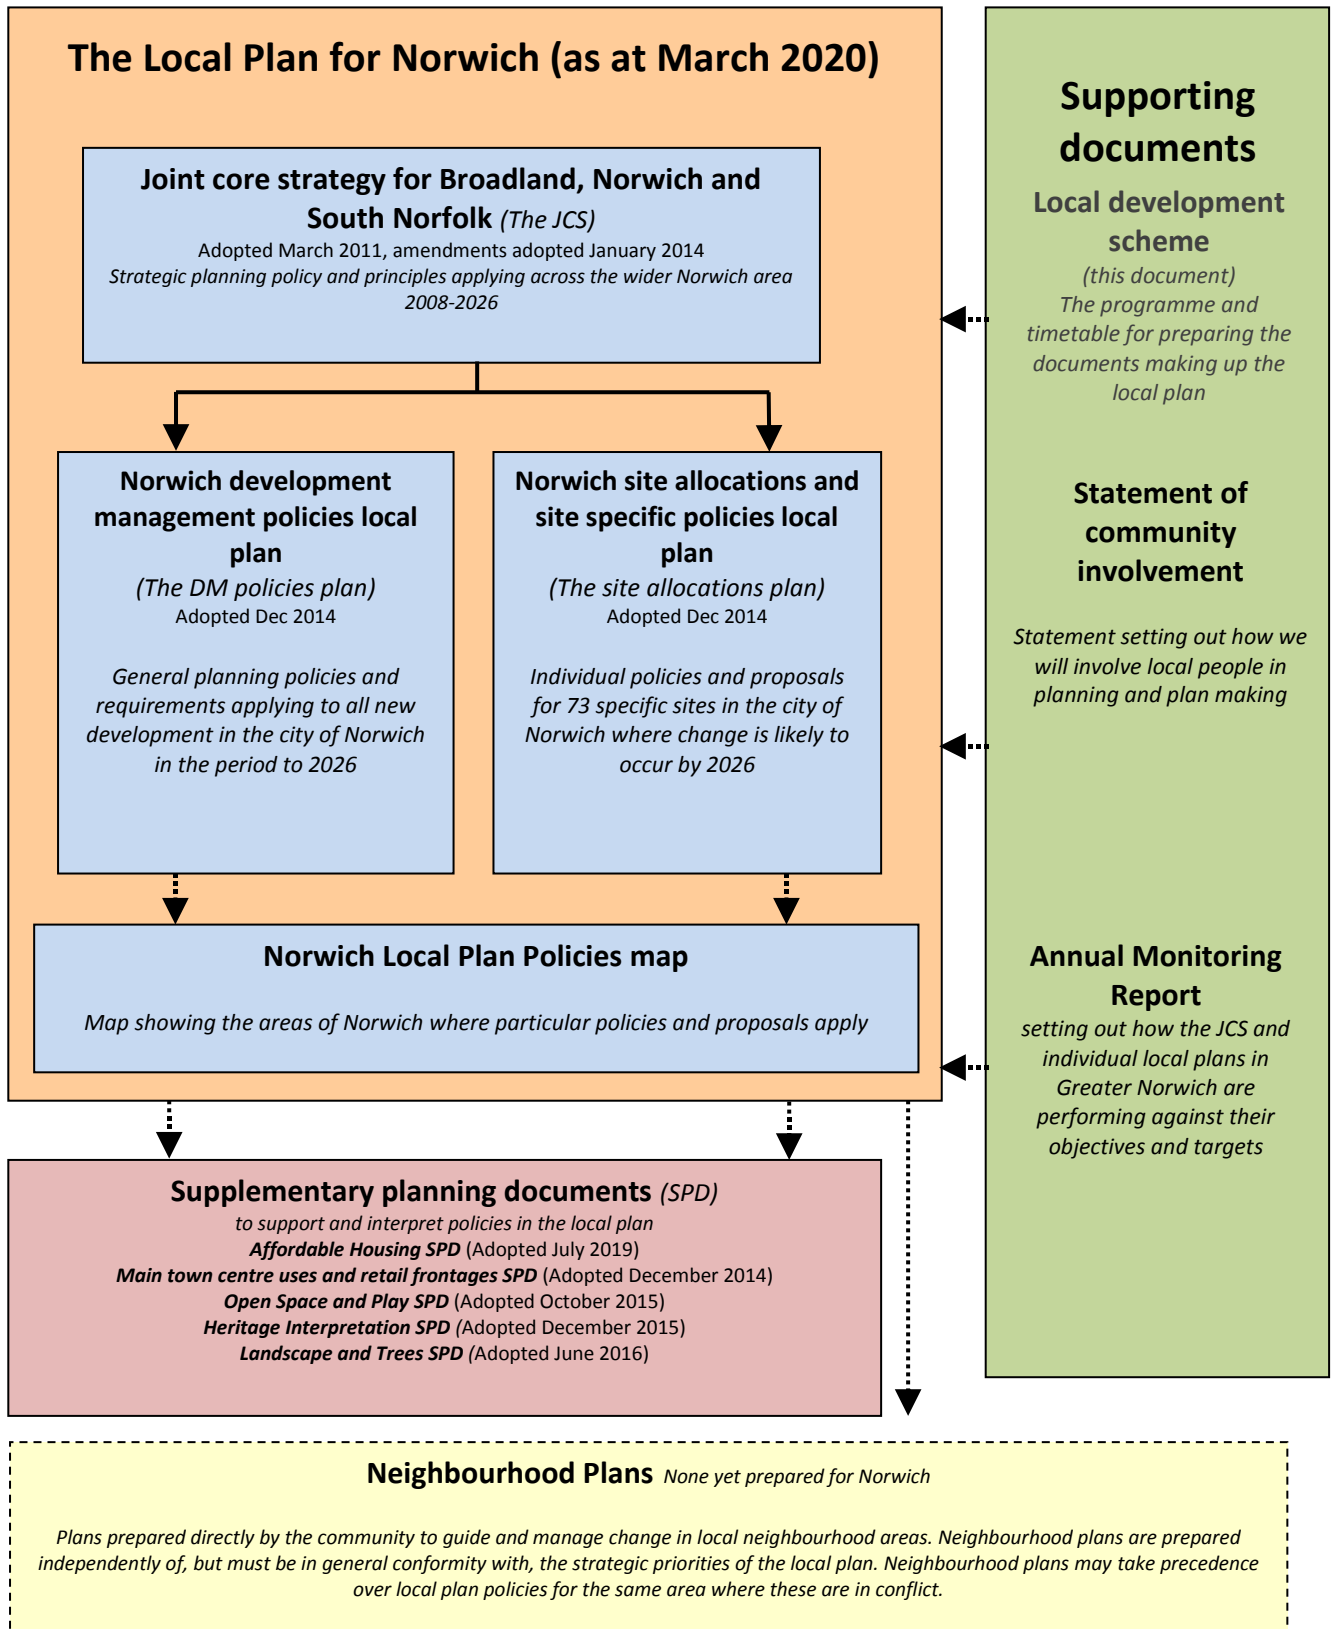 The Local Plan for Norwich (as at March 2020)
Joint core strategy for Broadland, Norwich and
South Norfolk (The JCS)
Adopted March 2011, amendments adopted January 2014
Strategic planning policy and principles applying across the wider Norwich area
2008-2026
Norwich development
management policies local
plan
(The DM policies plan)
Adopted Dec 2014
General planning policies and
requirements applying to all new
development in the city of Norwich
in the period to 2026
Norwich site allocations and
site specific policies local
plan
(The site allocations plan)
Adopted Dec 2014
Individual policies and proposals
for 73 specific sites in the city of
Norwich where change is likely to
occur by 2026
Norwich Local Plan Policies map
Map showing the areas of Norwich where particular policies and proposals apply
Supporting
documents
Local development
scheme
(this document)
The programme and
timetable for preparing the
documents making up the
local plan
Statement of
community
involvement
Statement setting out how we
will involve local people in
planning and plan making
Annual Monitoring
Report
setting out how the JCS and
individual local plans in
Greater Norwich are
performing against their
objectives and targets
Supplementary planning documents (SPD)
to support and interpret policies in the local plan
Affordable Housing SPD (Adopted July 2019)
Main town centre uses and retail frontages SPD (Adopted December 2014)
Open Space and Play SPD (Adopted October 2015)
Heritage Interpretation SPD (Adopted December 2015)
Landscape and Trees SPD (Adopted June 2016)
Neighbourhood Plans None yet prepared for Norwich
Plans prepared directly by the community to guide and manage change in local neighbourhood areas. Neighbourhood plans are prepared
independently of, but must be in general conformity with, the strategic priorities of the local plan. Neighbourhood plans may take precedence
over local plan policies for the same area where these are in conflict.